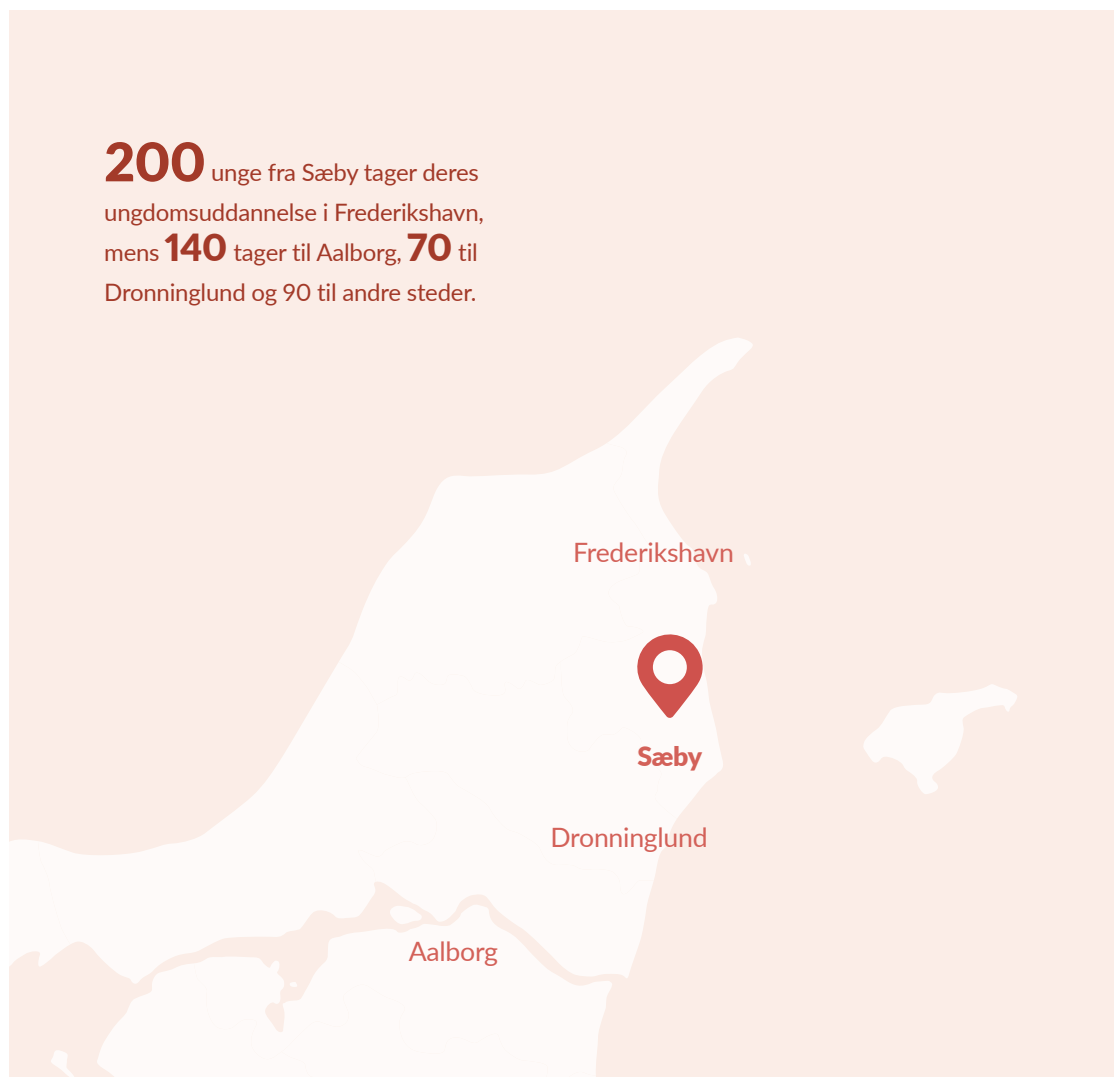 200 unge fra Sæby tager deres
ungdomsuddannelse i Frederikshavn,
mens 140 tager til Aalborg, 70 til
Dronninglund og 90 til andre steder.
Frederikshavn
Sæby
Dronninglund
Aalborg